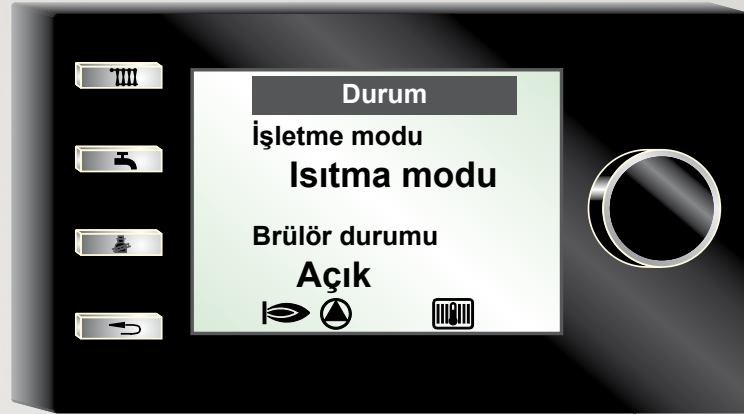 Durum
İşletme modu
Isıtma modu
Brülör durumu
Açık